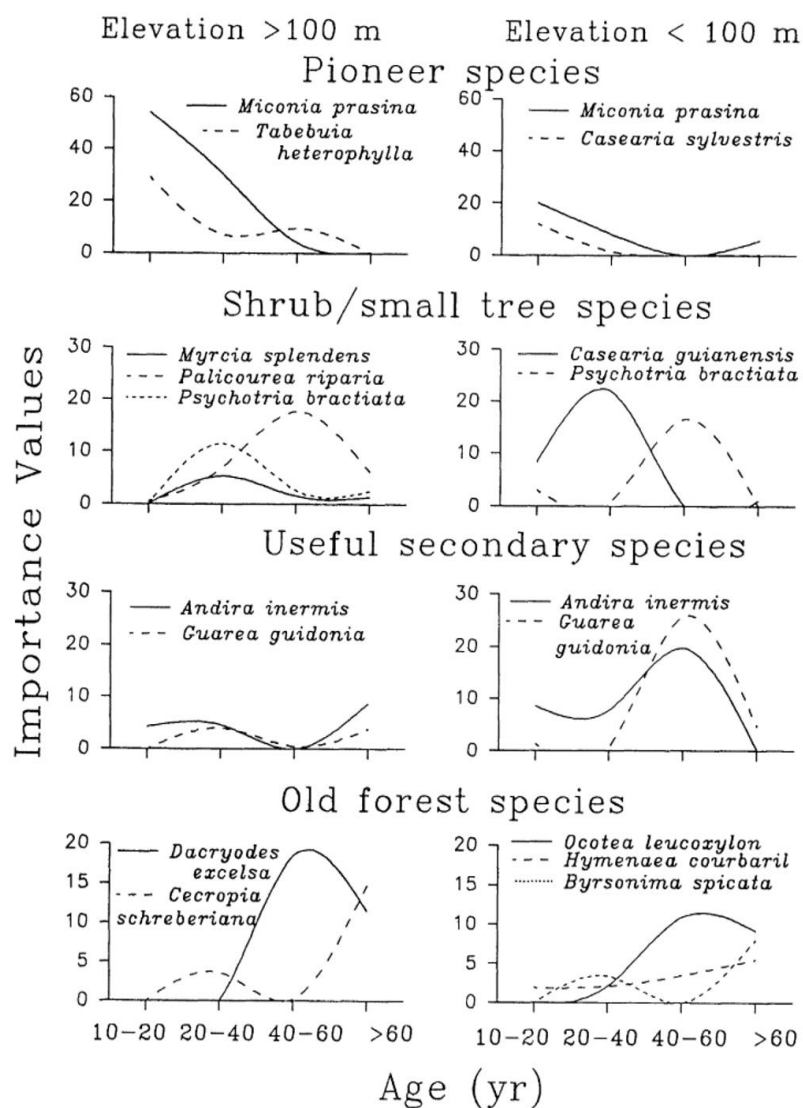 Elevation >100 m
Elevation < 100 m
Pioneer species
60
40
20
0
Miconia prasina
Tabebuia
heterophylla
60
40
20
0
Miconia prasina
Casearia sylvestris
Shrub/small tree species
30
20
10
0
Myrcia splendens
Palicourea riparia
Psychotria bractiata
30
20
10
0
Casearia guianensis
Psychotria bractiata
Useful secondary species
30
20
10
0
Andira inermis
Guarea guidonia
30
20
10
0
Andira inermis
Guarea
guidonia
Old forest species
20
15
10
5
0
Dacryodes
excelsa
Cecropia
schreberiana
20
15
10
5
0
Ocotea leucoxylon
Hymenaea courbaril
Byrsonima spicata
10-20 20-40 40-60 >60
10-20 20-40 40-60 >60
Importance Values
Age (yr)